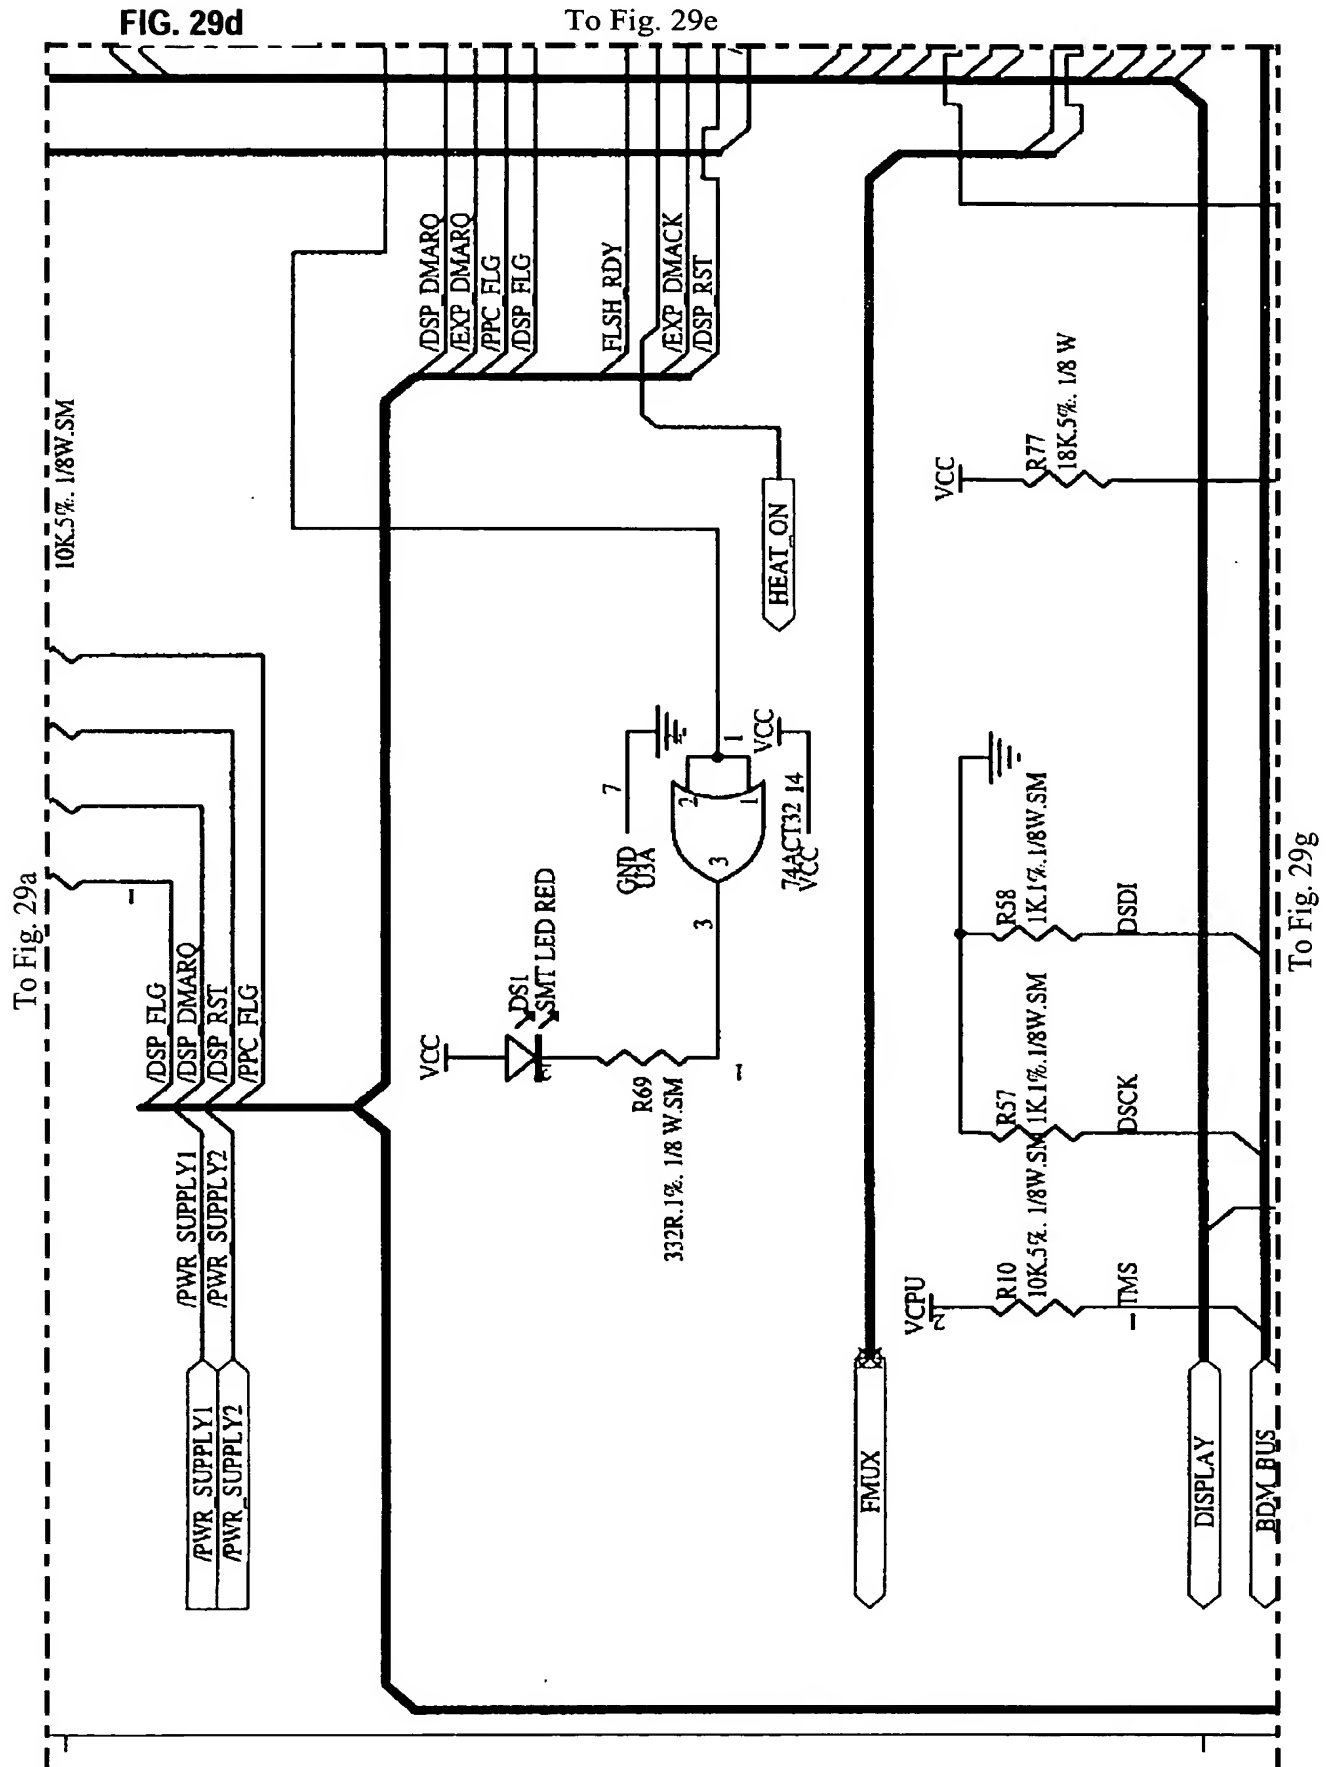 FIG. 29d
To Fig. 29e
To Fig. 29a
To Fig. 29g
10K.5%. 1/8W.SM
/DSP_DMARQ
/EXP_DMARQ
/PPC_FLG
/DSP_FLG
FLSH_RDY
/EXP_DMACK
/DSP_RST
HEAT_ON
VCC
R77
18K.5%. 1/8 W
/DSP_FLG
/DSP_DMARQ
/DSP_RST
/PPC_FLG
/PWR_SUPPLY1
/PWR_SUPPLY2
/PWR_SUPPLY1
/PWR_SUPPLY2
7
GND
U3A
2
1
3
1
3
VCC
74ACT32 14
VCC
VCC
DS1
SMT LED RED
R69
332R.1%. 1/8 W.SM
R58
1K.1%.1/8W.SM
DSDI
R57
1K.1%.1/8W.SM
DSCK
VCPU
2
R10
10K.5%. 1/8W.SM
1
TMS
FMUX
DISPLAY
BDM_BUS